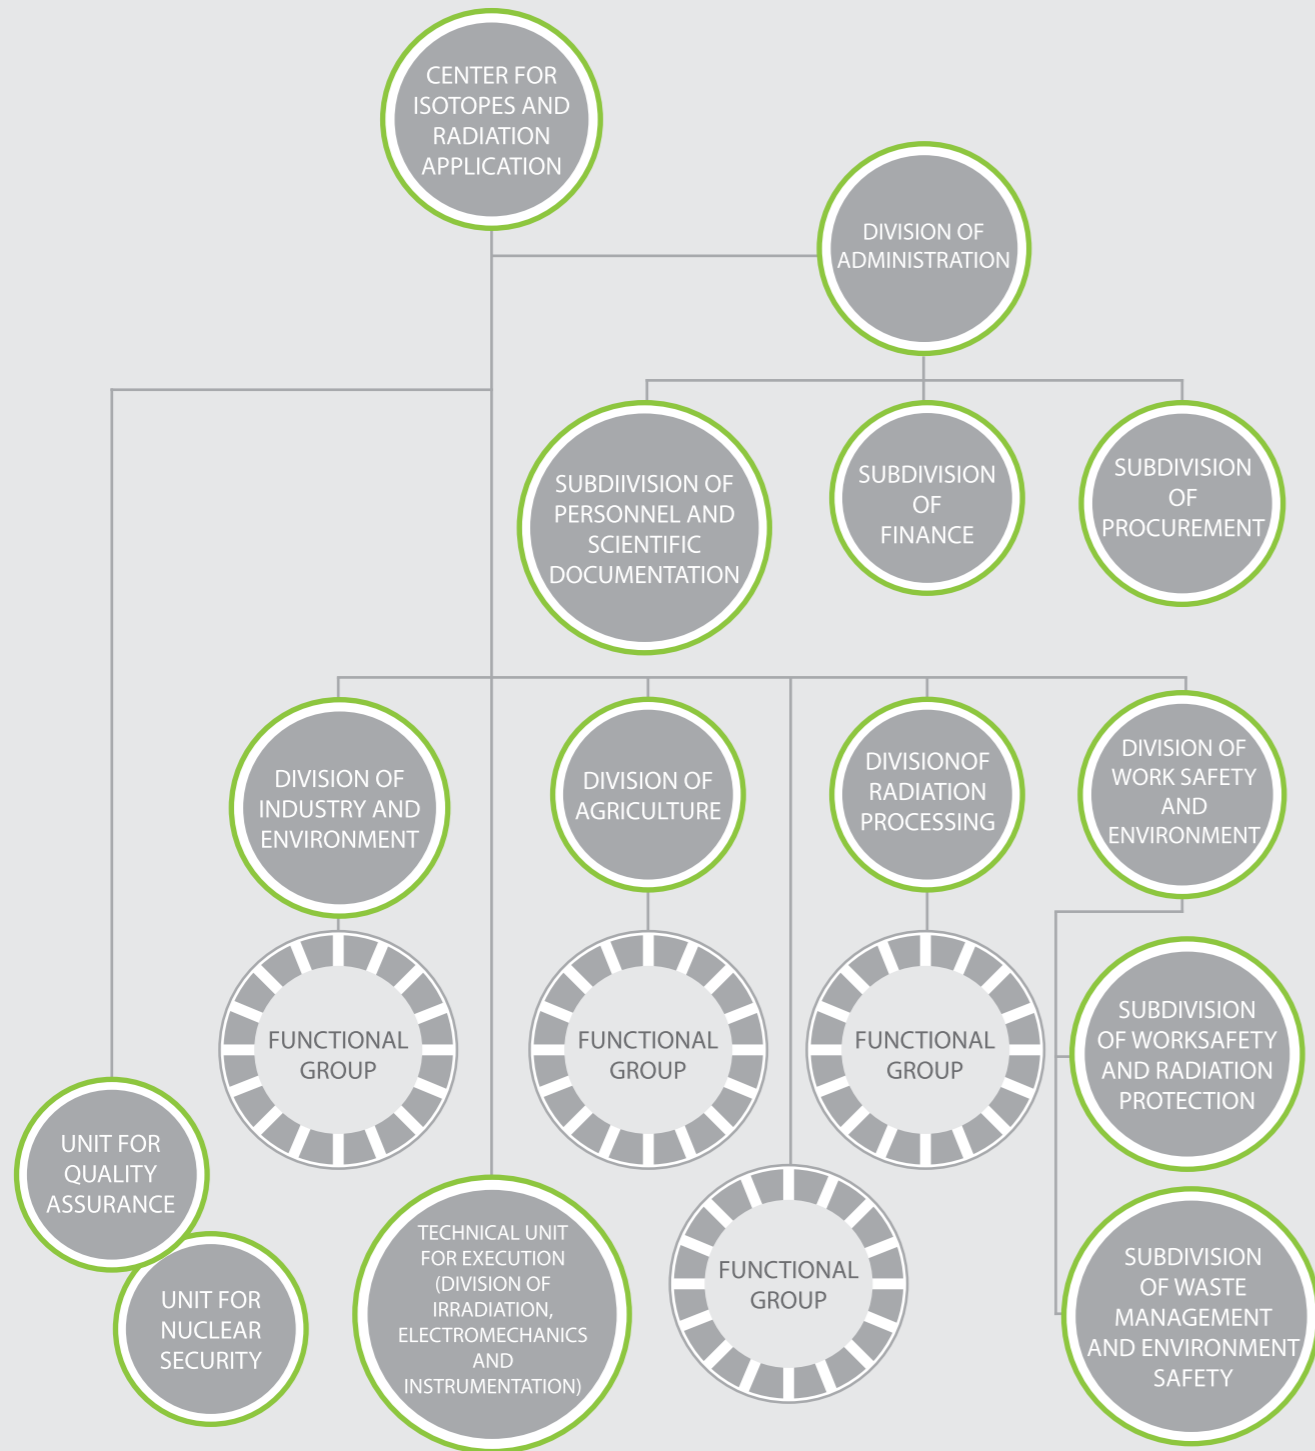 CENTER FOR
ISOTOPES AND
RADIATION
APPLICATION
DIVISION OF
ADMINISTRATION
SUBDIIVISION OF
PERSONNEL AND
SCIENTIFIC
DOCUMENTATION
SUBDIVISION
OF
FINANCE
SUBDIVISION
OF
PROCUREMENT
DIVISION OF
INDUSTRY AND
ENVIRONMENT
DIVISION OF
AGRICULTURE
DIVISIONOF
RADIATION
PROCESSING
DIVISION OF
WORK SAFETY
AND
ENVIRONMENT
FUNCTIONAL
GROUP
FUNCTIONAL
GROUP
FUNCTIONAL
GROUP
SUBDIVISION
OF WORKSAFETY
AND RADIATION
PROTECTION
UNIT FOR
QUALITY
ASSURANCE
UNIT FOR
NUCLEAR
SECURITY
TECHNICAL UNIT
FOR EXECUTION
(DIVISION OF
IRRADIATION,
ELECTROMECHANICS
AND
INSTRUMENTATION)
FUNCTIONAL
GROUP
SUBDIVISION
OF WASTE
MANAGEMENT
AND ENVIRONMENT
SAFETY